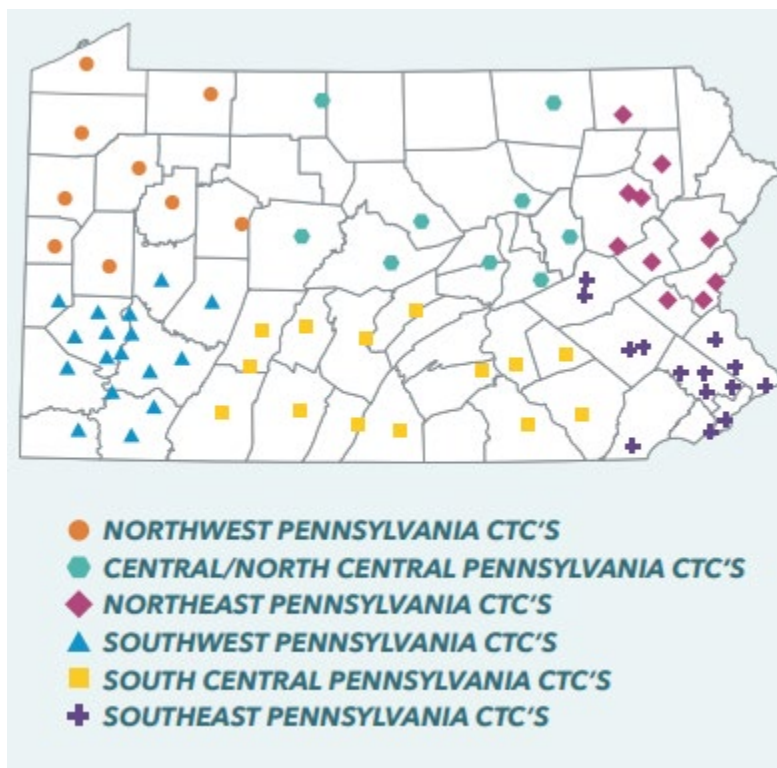 NORTHWEST PENNSYLVANIA CTC'S
CENTRAL/NORTH CENTRAL PENNSYLVANIA CTC'S
NORTHEAST PENNSYLVANIA CTC'S
SOUTHWEST PENNSYLVANIA CTC'S
SOUTH CENTRAL PENNSYLVANIA CTC'S
SOUTHEAST PENNSYLVANIA CTC'S